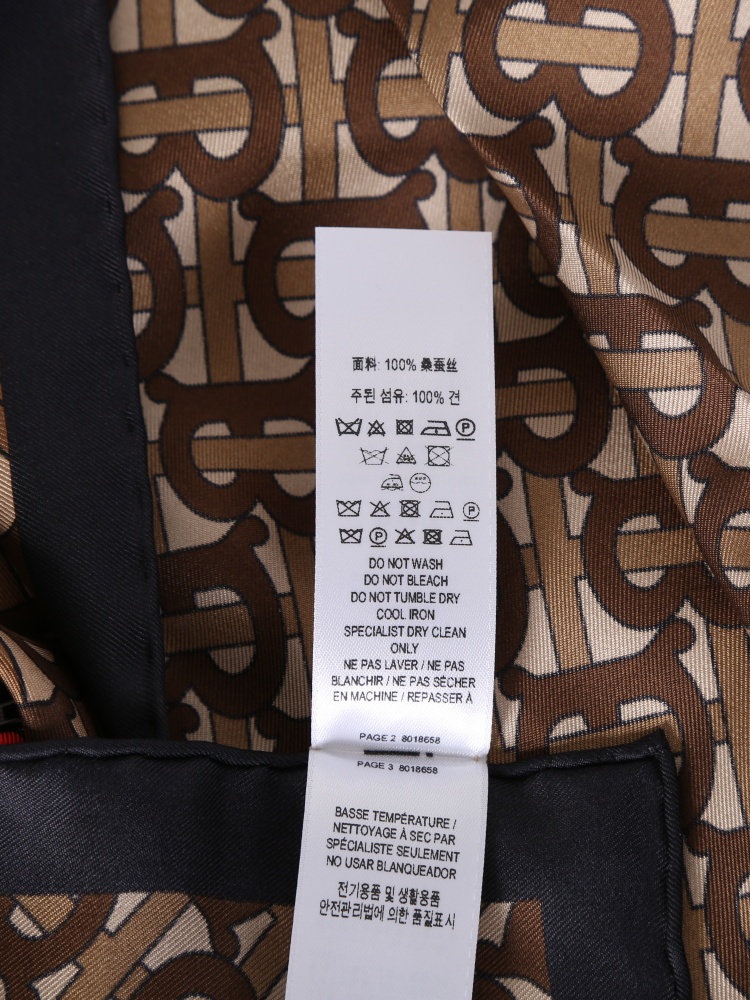 面料: 100% 桑蚕丝
주된 섬유: 100% 견
DO NOT WASH
DO NOT BLEACH
DO NOT TUMBLE DRY
COOL IRON
SPECIALIST DRY CLEAN
ONLY
NE PAS LAVER / NE PAS
BLANCHIR / NE PAS SÉCHER
EN MACHINE / REPASSER À
PAGE 2 8018658
PAGE 3 8018658
BASSE TEMPÉRATURE /
NETTOYAGE À SEC PAR
SPÉCIALISTE SEULEMENT
NO USAR BLANQUEADOR
전기용품 및 생활용품
안전관리법에 의한 품질표시